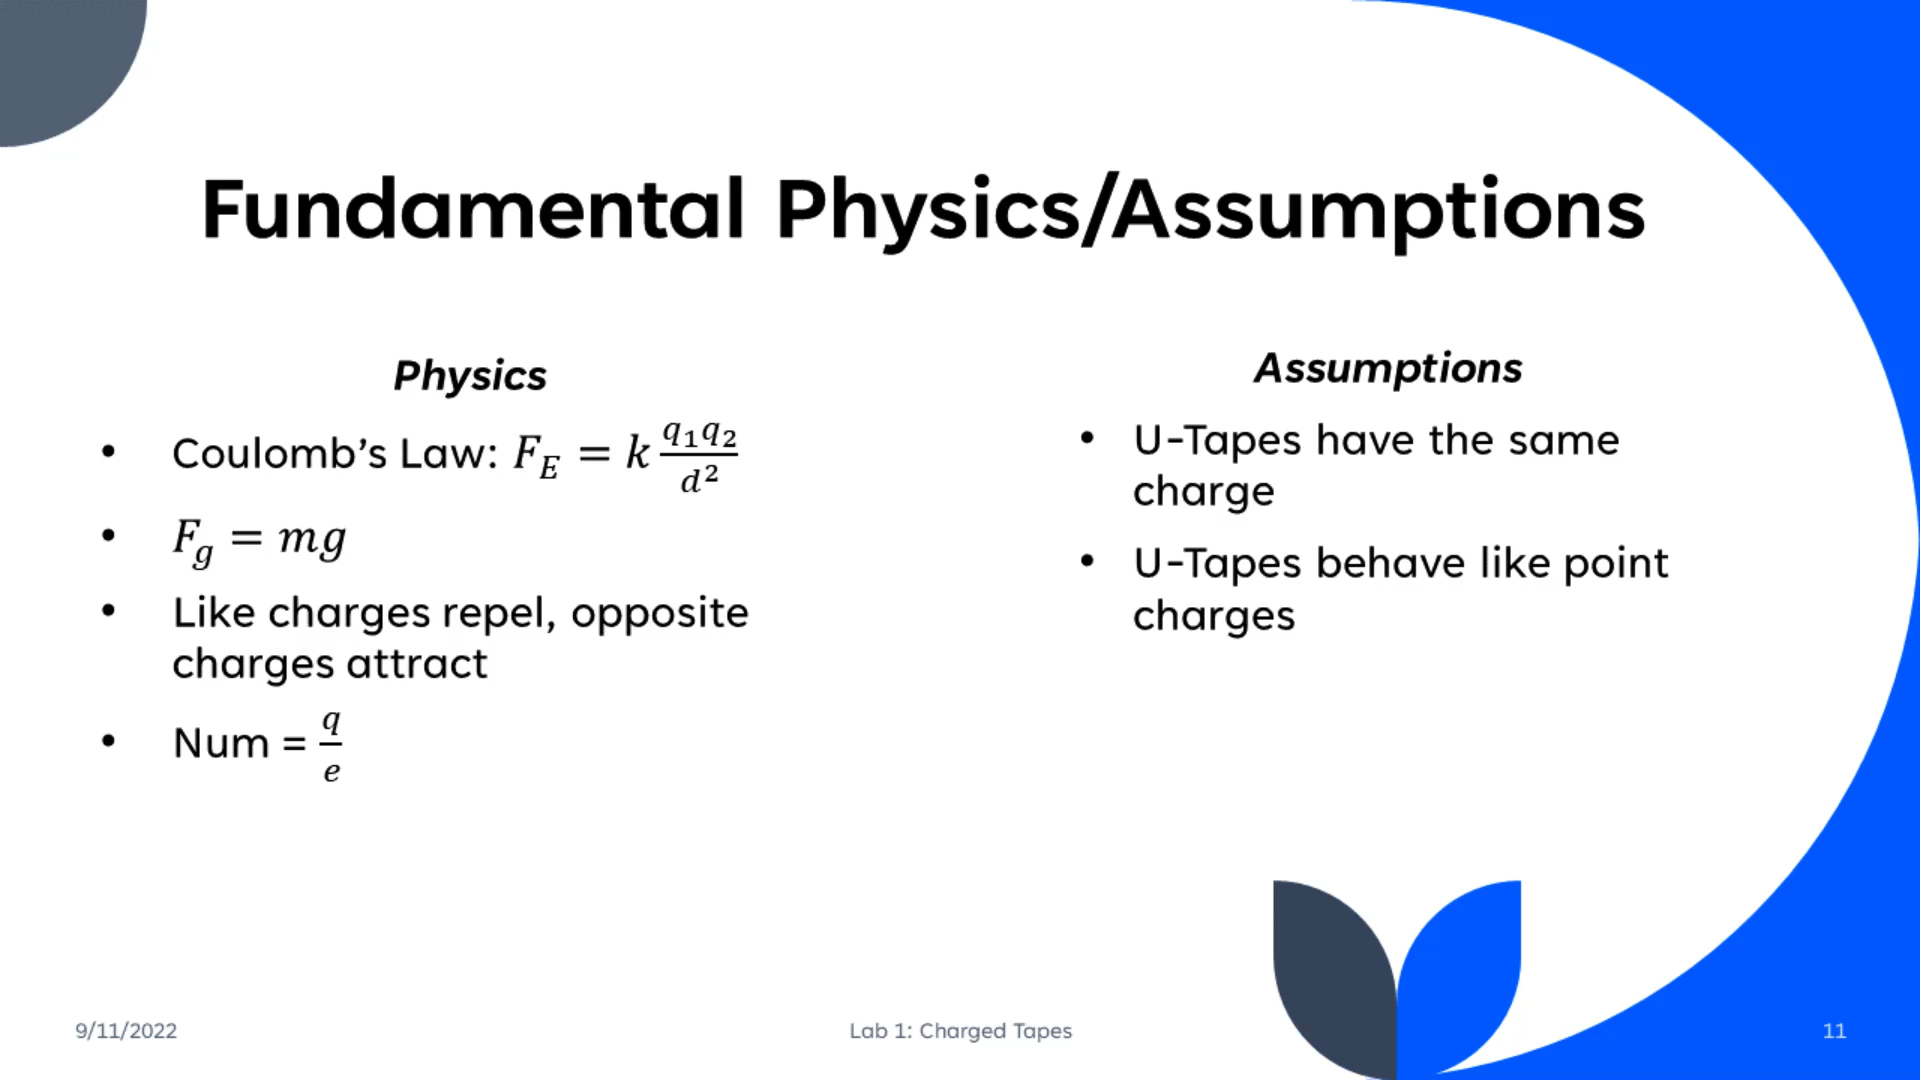 Fundamental Physics/Assumptions
Physics
• Coulomb’s Law: $F_E = k\frac{q_1q_2}{d^2}$
• $F_g = mg$
• Like charges repel, opposite
charges attract
• Num = $\frac{q}{e}$
Assumptions
• U-Tapes have the same
charge
• U-Tapes behave like point
charges
9/11/2022
Lab 1: Charged Tapes
11